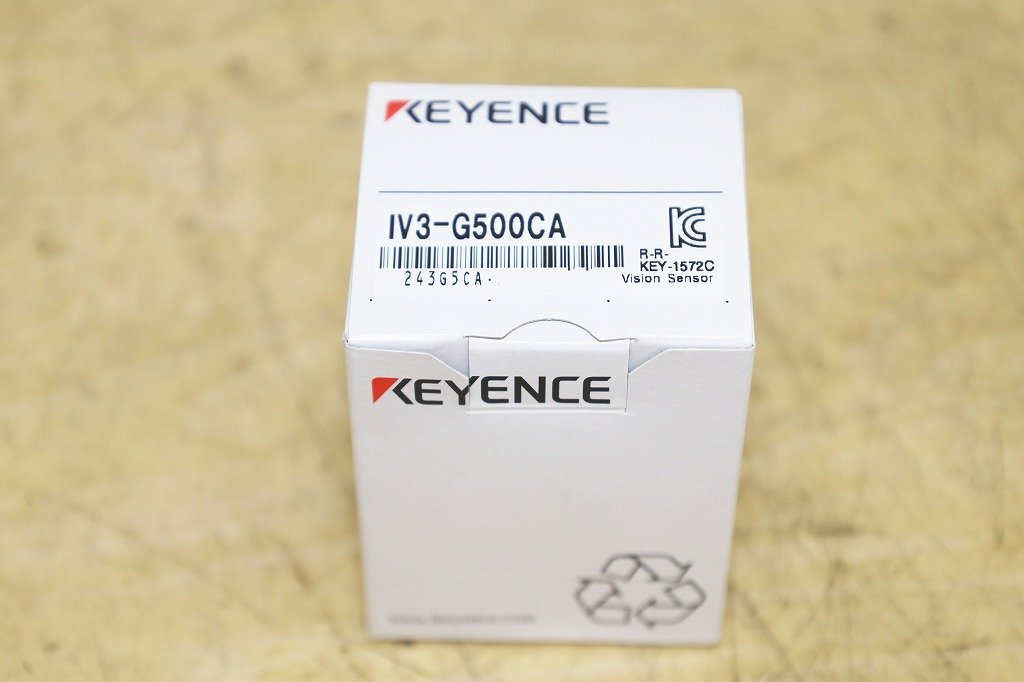 KEYENCE
IV3-G500CA
R-R-
KEY-1572C
243G5CA
Vision Sensor
KEYENCE